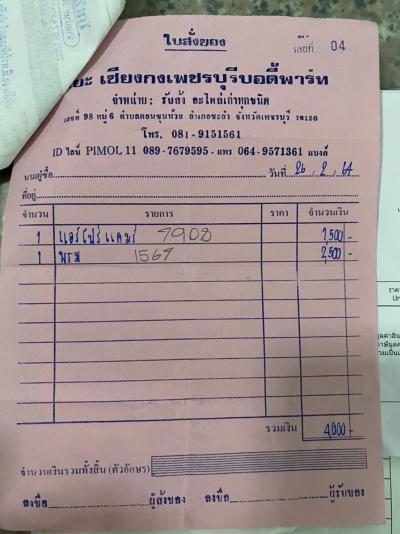 ใบสั่งของ
เลขที่ 04
ยะ เซียงกงเพชรบุรีบอดี้พาร์ท
จำหน่าย: รับสั่ง อะไหล่เก่าทุกชนิด
เลขที่ 98 หมู่ 6 ตำบลดอนขุนห้วย อำเภอชะอำ จังหวัดเพชรบุรี 76120
โทร. 081-9151561
ID ไลน์ PIMOL 11 089-7679595 - แพร 064-9571361 แบงค์
นามผู้ซื้อ วันที่ 26 / 2 / 64
ที่อยู่
จำนวน รายการ ราคา จำนวนเงิน
1 แอร์โฟร์แคมรี่ 7908 1,500 -
1 1567 2,500 -
รวมเงิน 4,000 -
จำนวนเงินรวมทั้งสิ้น (ตัวอักษร)
ลงชื่อ ผู้สั่งของ ลงชื่อ ผู้รับของ